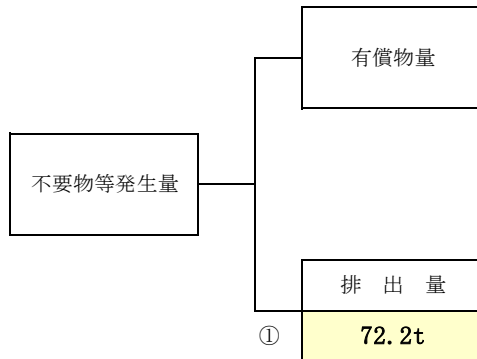 有償物量
不要物等発生量
排 出 量
① 72.2t